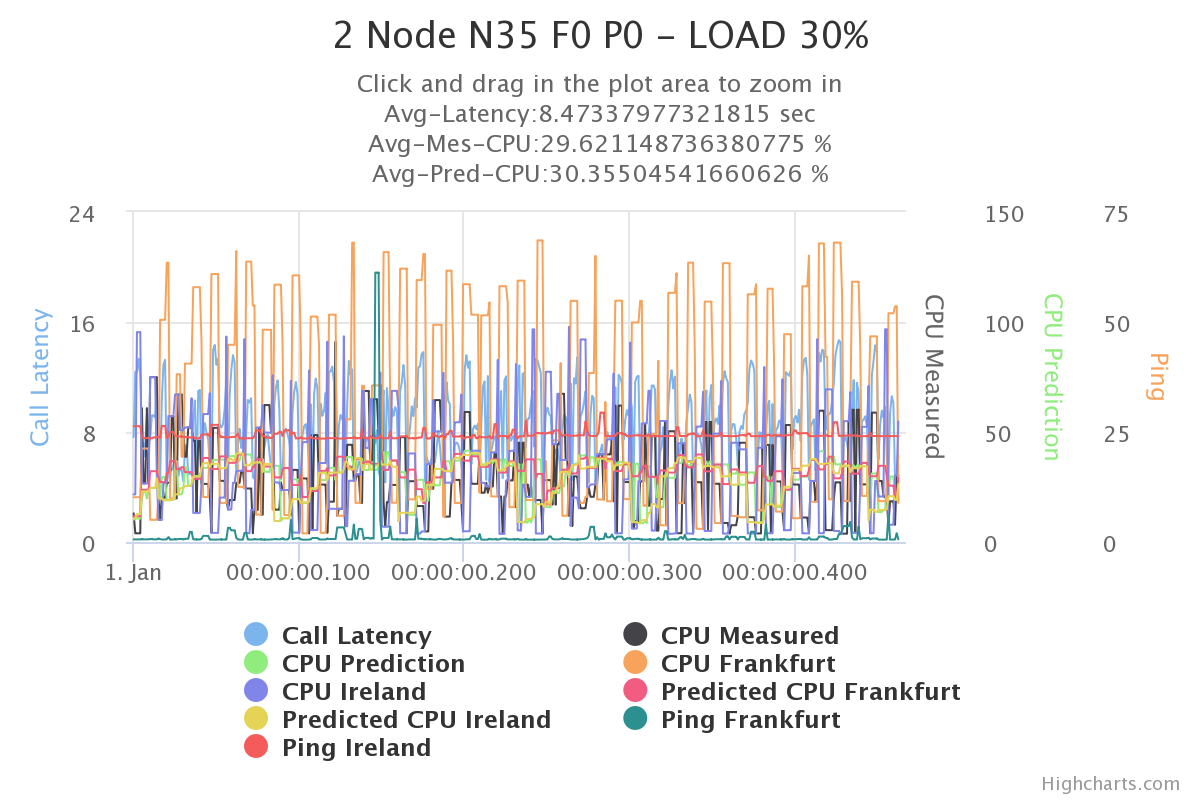 2 Node N35 F0 P0 - LOAD 30%
Click and drag in the plot area to zoom in
Avg-Latency:8.47337977321815 sec
Avg-Mes-CPU:29.621148736380775 %
Avg-Pred-CPU:30.35504541660626 %
24 150 75
16 100 50
8 50 25
0 0 0
Call Latency
CPU Measured
CPU Prediction
Ping
1. Jan 00:00:00.100 00:00:00.200 00:00:00.300 00:00:00.400
Call Latency CPU Measured
CPU Prediction CPU Frankfurt
CPU Ireland Predicted CPU Frankfurt
Predicted CPU Ireland Ping Frankfurt
Ping Ireland
Highcharts.com